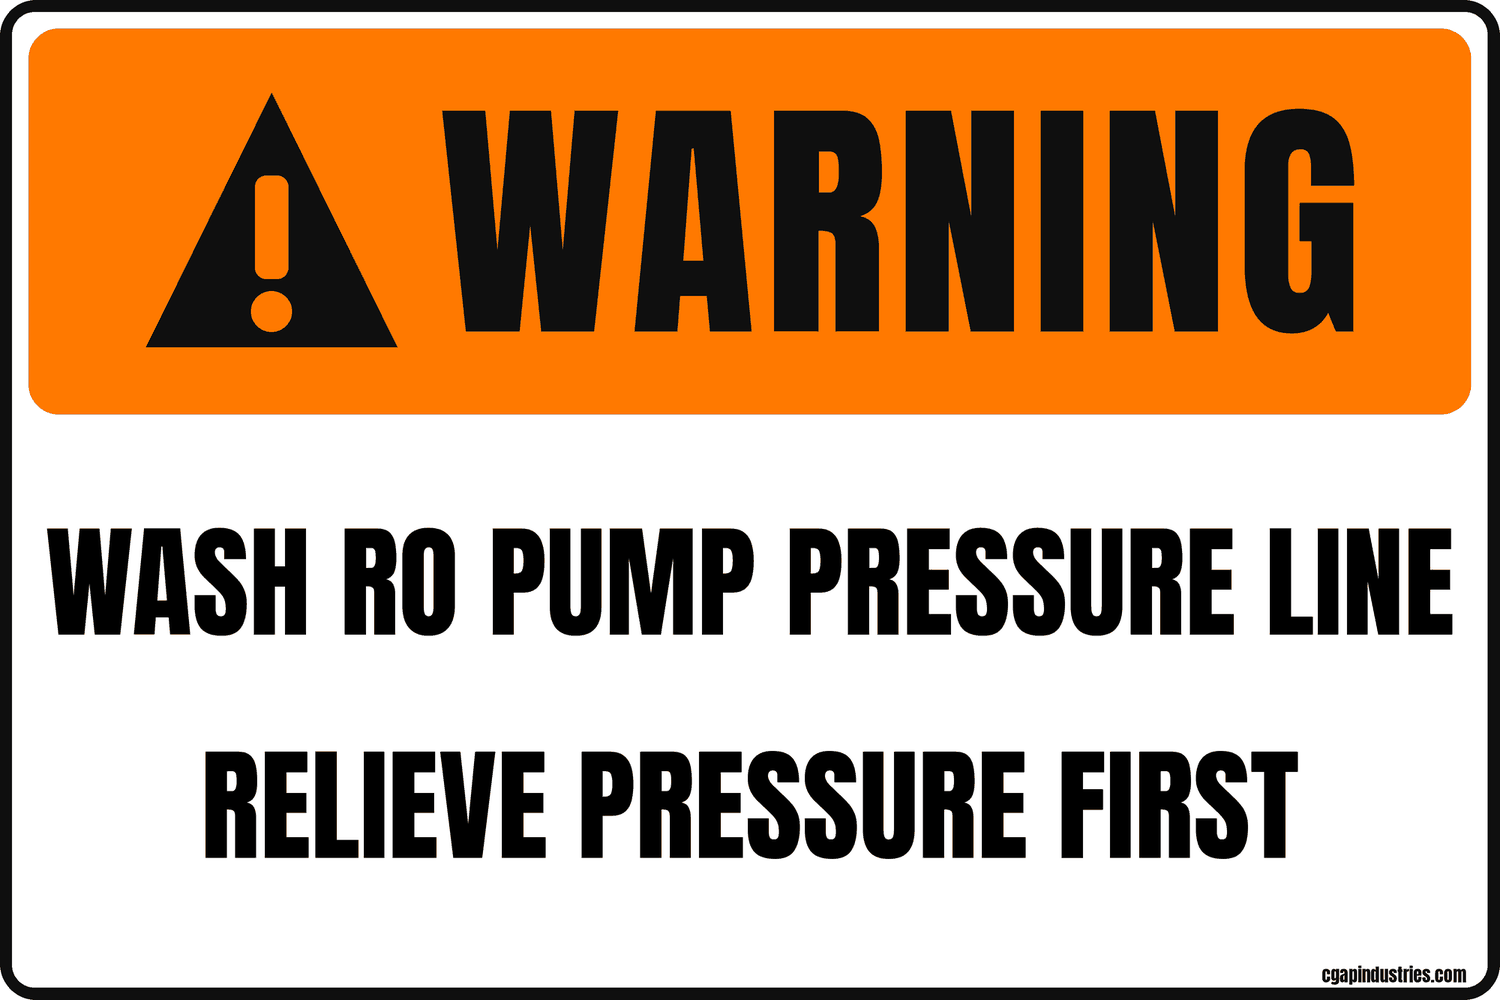 WARNING
WASH RO PUMP PRESSURE LINE
RELIEVE PRESSURE FIRST
cgapindustries.com